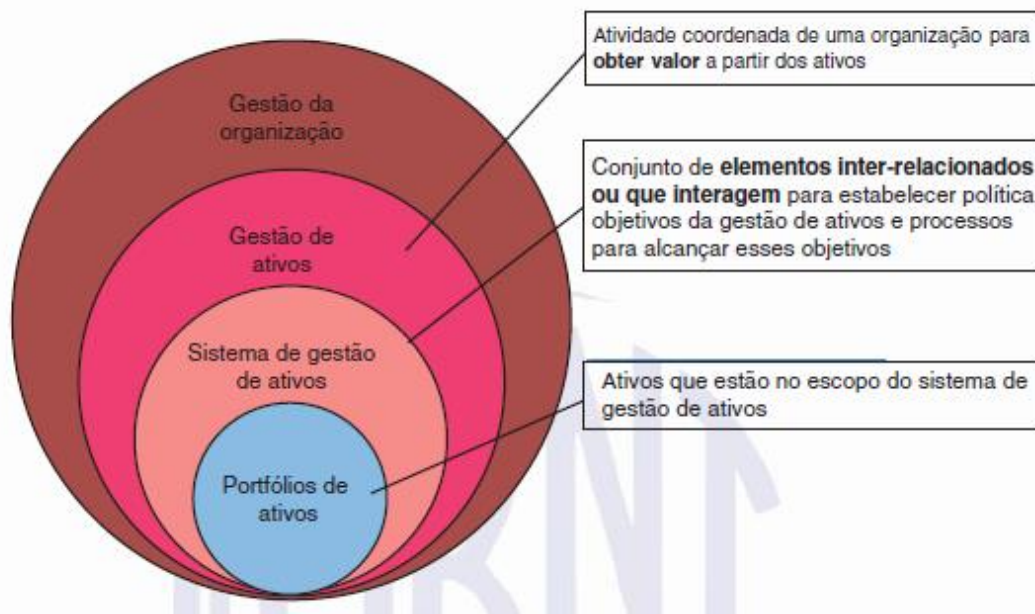 Gestão da
organização
Gestão de
ativos
Sistema de gestão
de ativos
Portfólios de
ativos
Atividade coordenada de uma organização para
obter valor a partir dos ativos
Conjunto de elementos inter-relacionados
ou que interagem para estabelecer política
objetivos da gestão de ativos e processos
para alcançar esses objetivos
Ativos que estão no escopo do sistema de
gestão de ativos